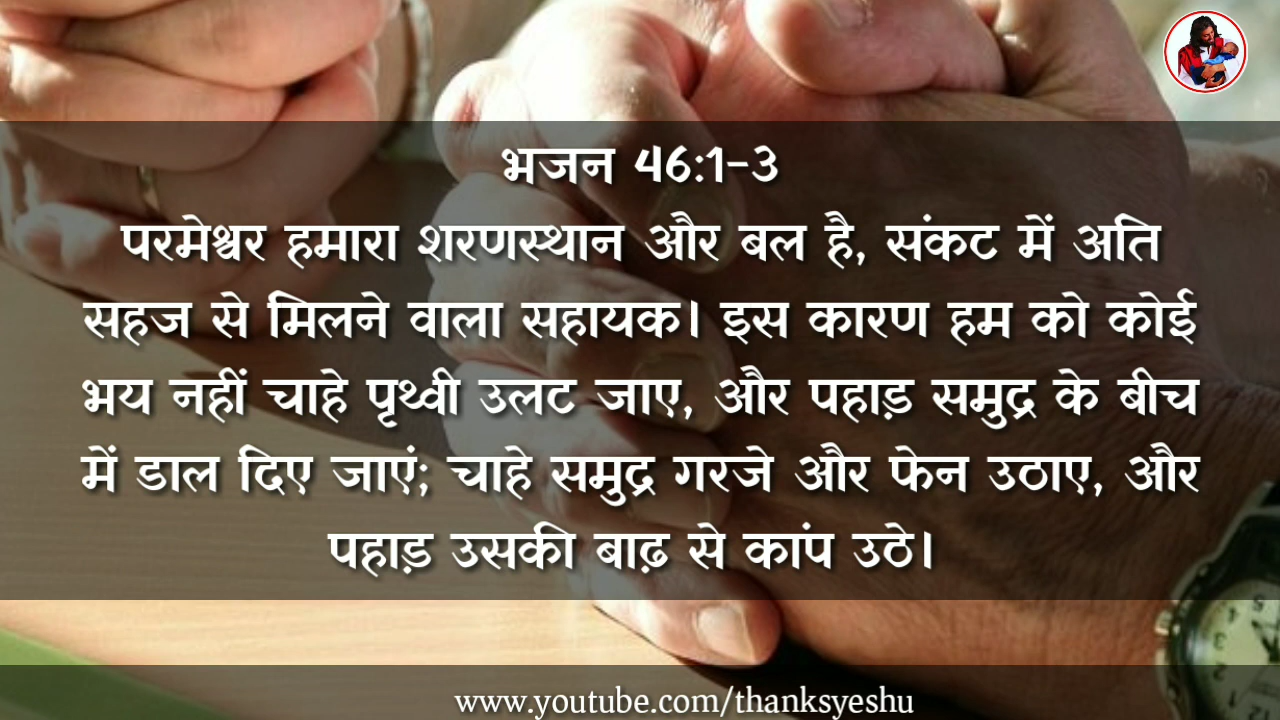 भजन 46:1-3
परमेश्वर हमारा शरणस्थान और बल है, संकट में अति
सहज से मिलने वाला सहायक। इस कारण हम को कोई
भय नहीं चाहे पृथ्वी उलट जाए, और पहाड़ समुद्र के बीच
में डाल दिए जाएं; चाहे समुद्र गरजे और फेन उठाए, और
पहाड़ उसकी बाढ़ से कांप उठे।
www.youtube.com/thanksyeshu